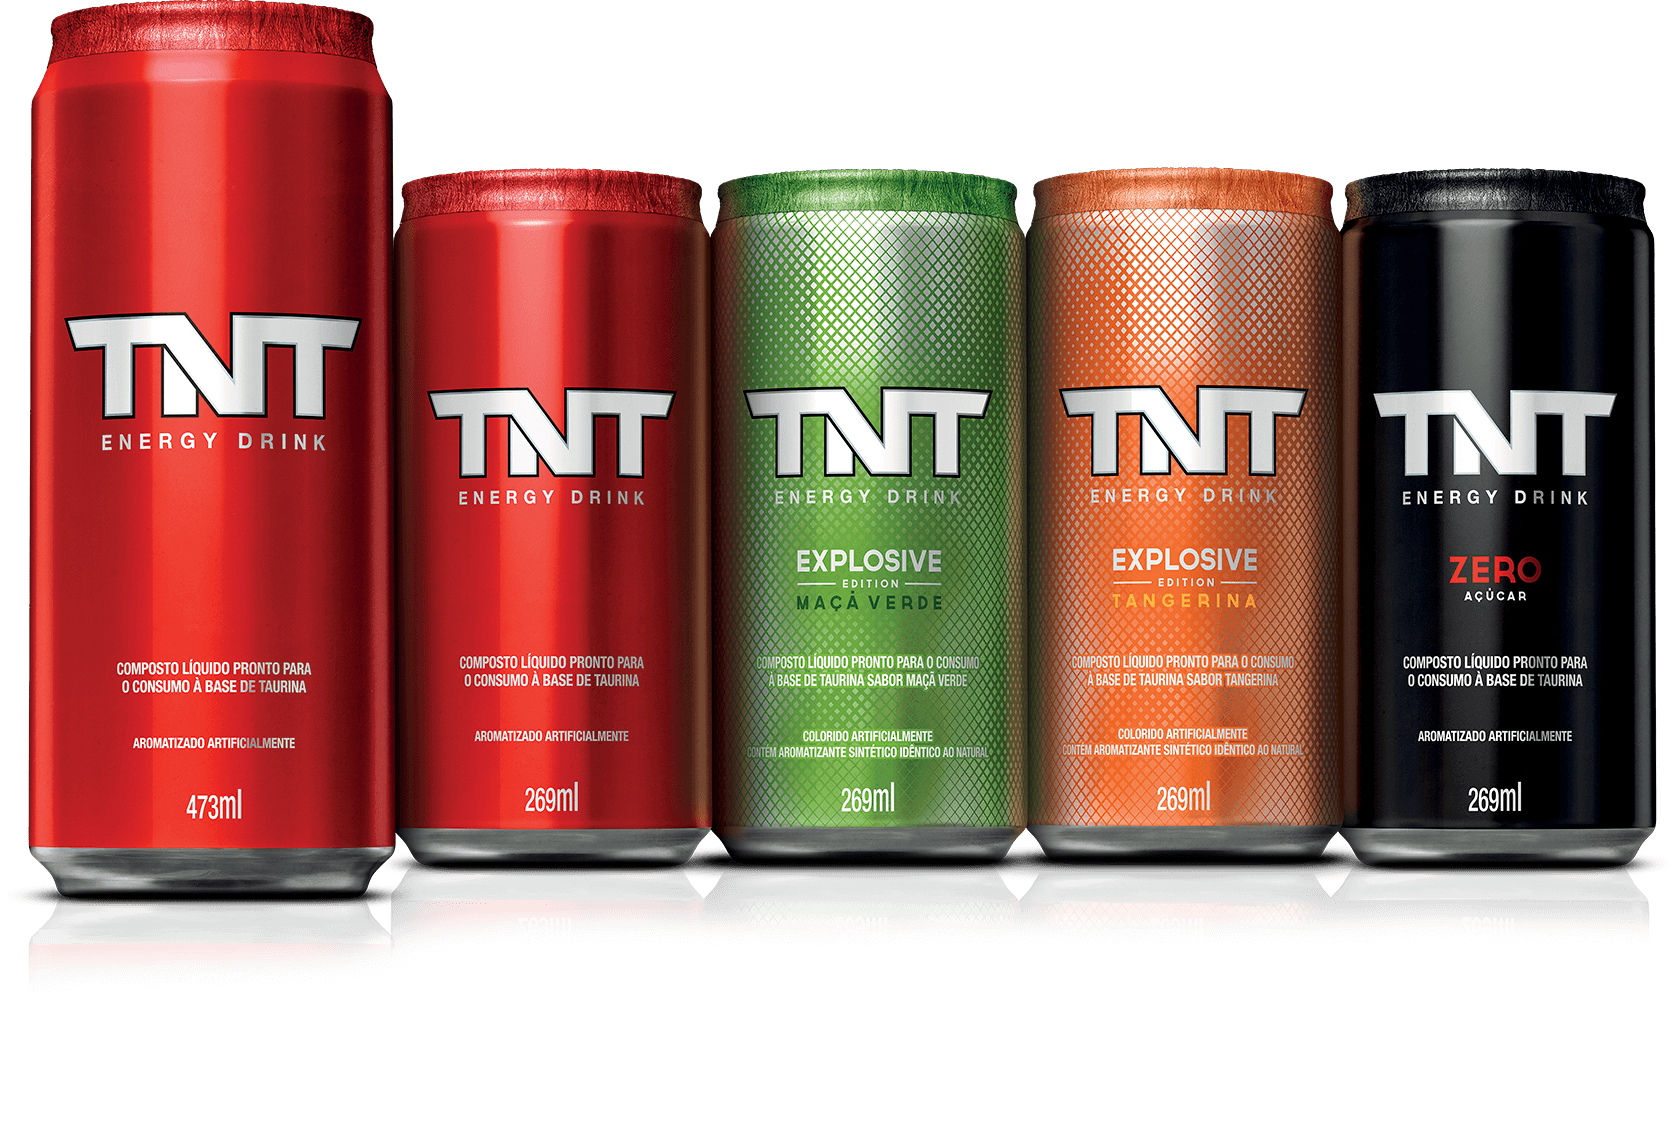 TNT
ENERGY DRINK
COMPOSTO LÍQUIDO PRONTO PARA
O CONSUMO À BASE DE TAURINA
AROMATIZADO ARTIFICIALMENTE
473ml
TNT
ENERGY DRINK
COMPOSTO LÍQUIDO PRONTO PARA
O CONSUMO À BASE DE TAURINA
AROMATIZADO ARTIFICIALMENTE
269ml
TNT
ENERGY DRINK
EXPLOSIVE
EDITION
MAÇÃ VERDE
COMPOSTO LÍQUIDO PRONTO PARA O CONSUMO
À BASE DE TAURINA SABOR MAÇÃ VERDE
COLORIDO ARTIFICIALMENTE
CONTÉM AROMATIZANTE SINTÉTICO IDÊNTICO AO NATURAL
269ml
TNT
ENERGY DRINK
EXPLOSIVE
EDITION
TANGERINA
COMPOSTO LÍQUIDO PRONTO PARA O CONSUMO
À BASE DE TAURINA SABOR TANGERINA
COLORIDO ARTIFICIALMENTE
CONTÉM AROMATIZANTE SINTÉTICO IDÊNTICO AO NATURAL
269ml
TNT
ENERGY DRINK
ZERO
AÇÚCAR
COMPOSTO LÍQUIDO PRONTO PARA
O CONSUMO À BASE DE TAURINA
AROMATIZADO ARTIFICIALMENTE
269ml